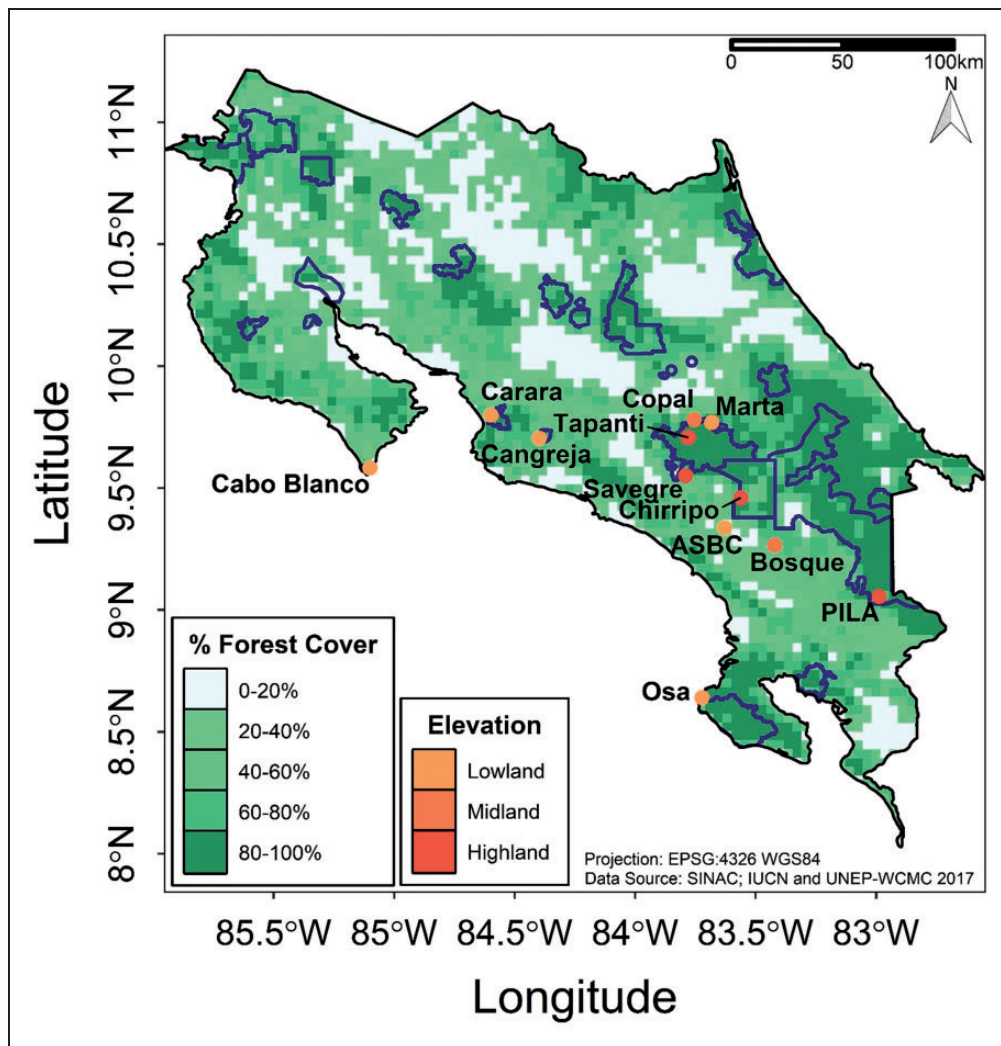 0 50 100km
N
11°N
10.5°N
10°N
9.5°N
9°N
8.5°N
8°N
Latitude
Carara
Cangreja
Cabo Blanco
Copal
Marta
Tapanti
Savegre
Chirripo
ASBC
Bosque
PILA
Osa
% Forest Cover
0-20%
20-40%
40-60%
60-80%
80-100%
Elevation
Lowland
Midland
Highland
Projection: EPSG:4326 WGS84
Data Source: SINAC; IUCN and UNEP-WCMC 2017
85.5°W 85°W 84.5°W 84°W 83.5°W 83°W
Longitude